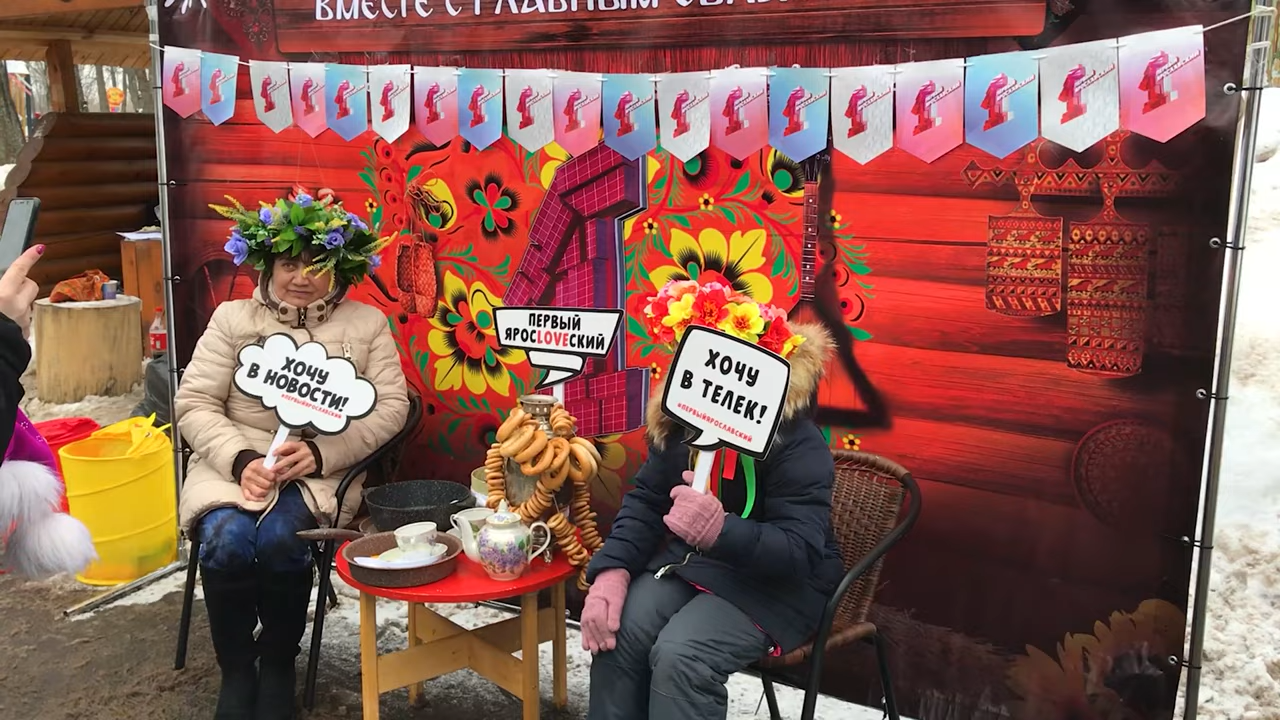 ВМЕСТЕ С ГЛАВНЫМ
ПЕРВЫЙ
ЯРОСLOVEСКИЙ
ХОЧУ
В НОВОСТИ!
#ПЕРВЫЙЯРОСЛАВСКИЙ
ХОЧУ
В ТЕЛЕК!
#ПЕРВЫЙЯРОСЛАВСКИЙ